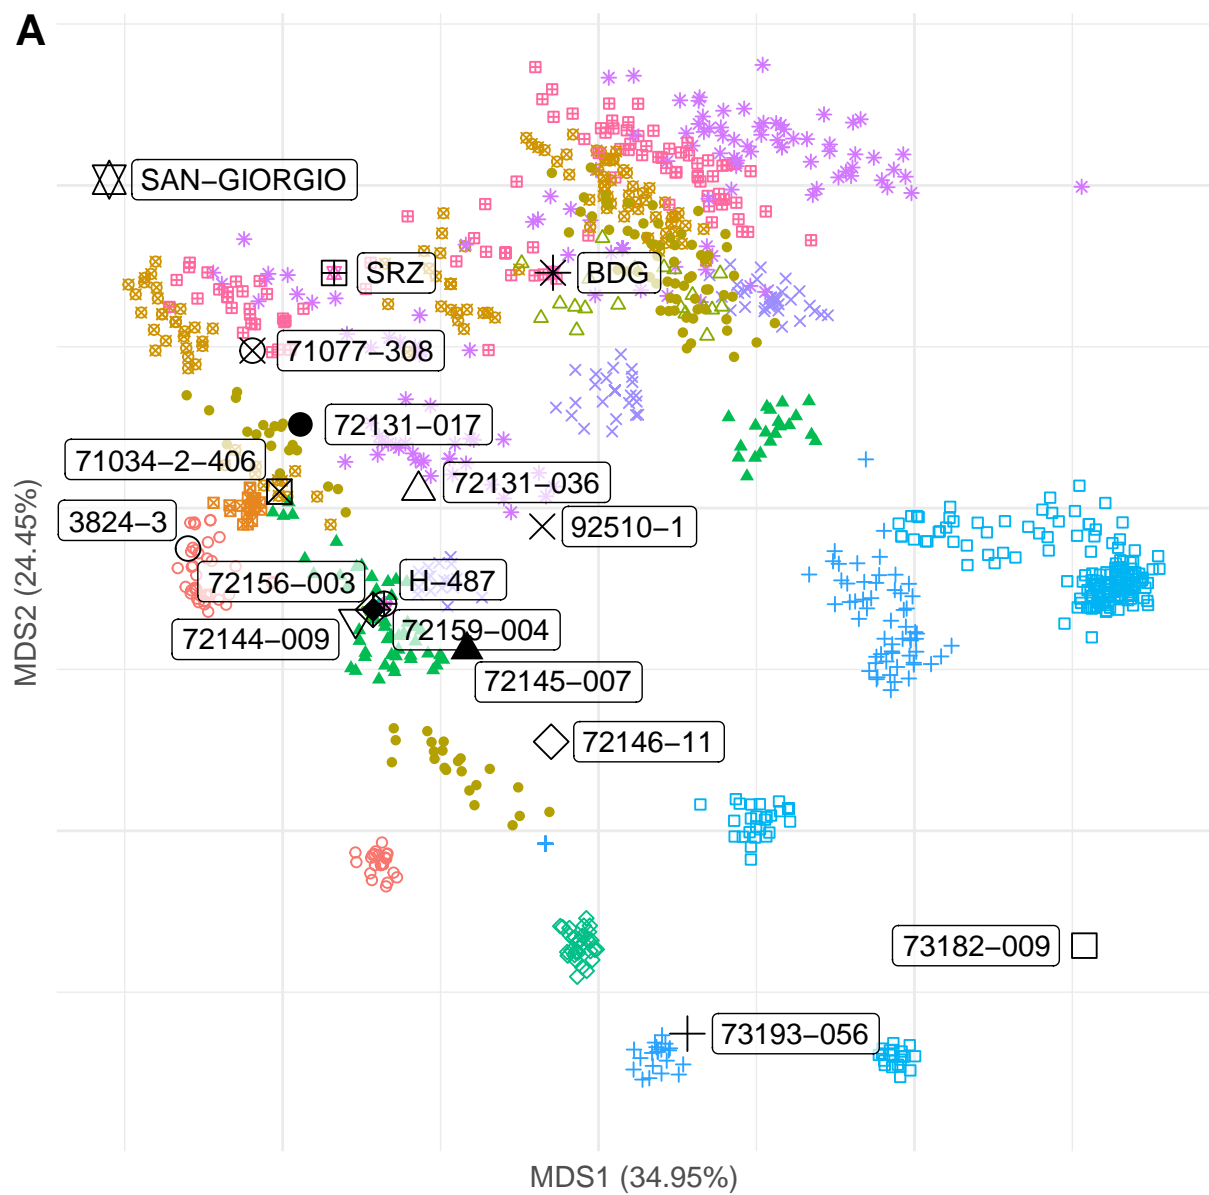 A
SAN−GIORGIO
SRZ
BDG
71077−308
72131−017
71034−2−406
72131−036
3824−3
92510−1
72156−003
H−487
72144−009
72159−004
72145−007
72146−11
73182−009
73193−056
MDS2 (24.45%)
MDS1 (34.95%)